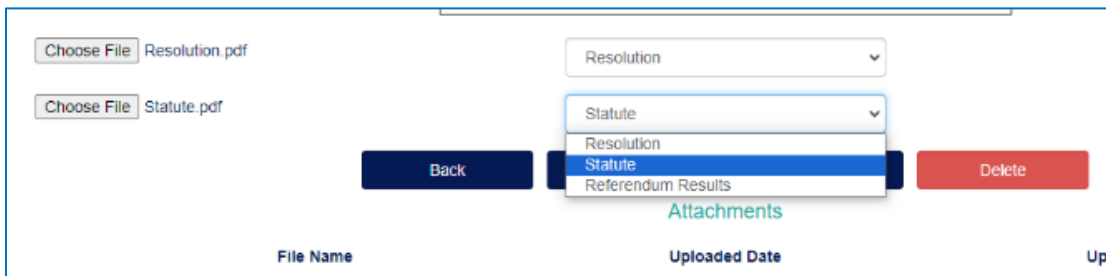 Choose File Resolution.pdf
Resolution
Choose File Statute.pdf
Statute
Resolution
Statute
Referendum Results
Back
Delete
Attachments
File Name
Uploaded Date